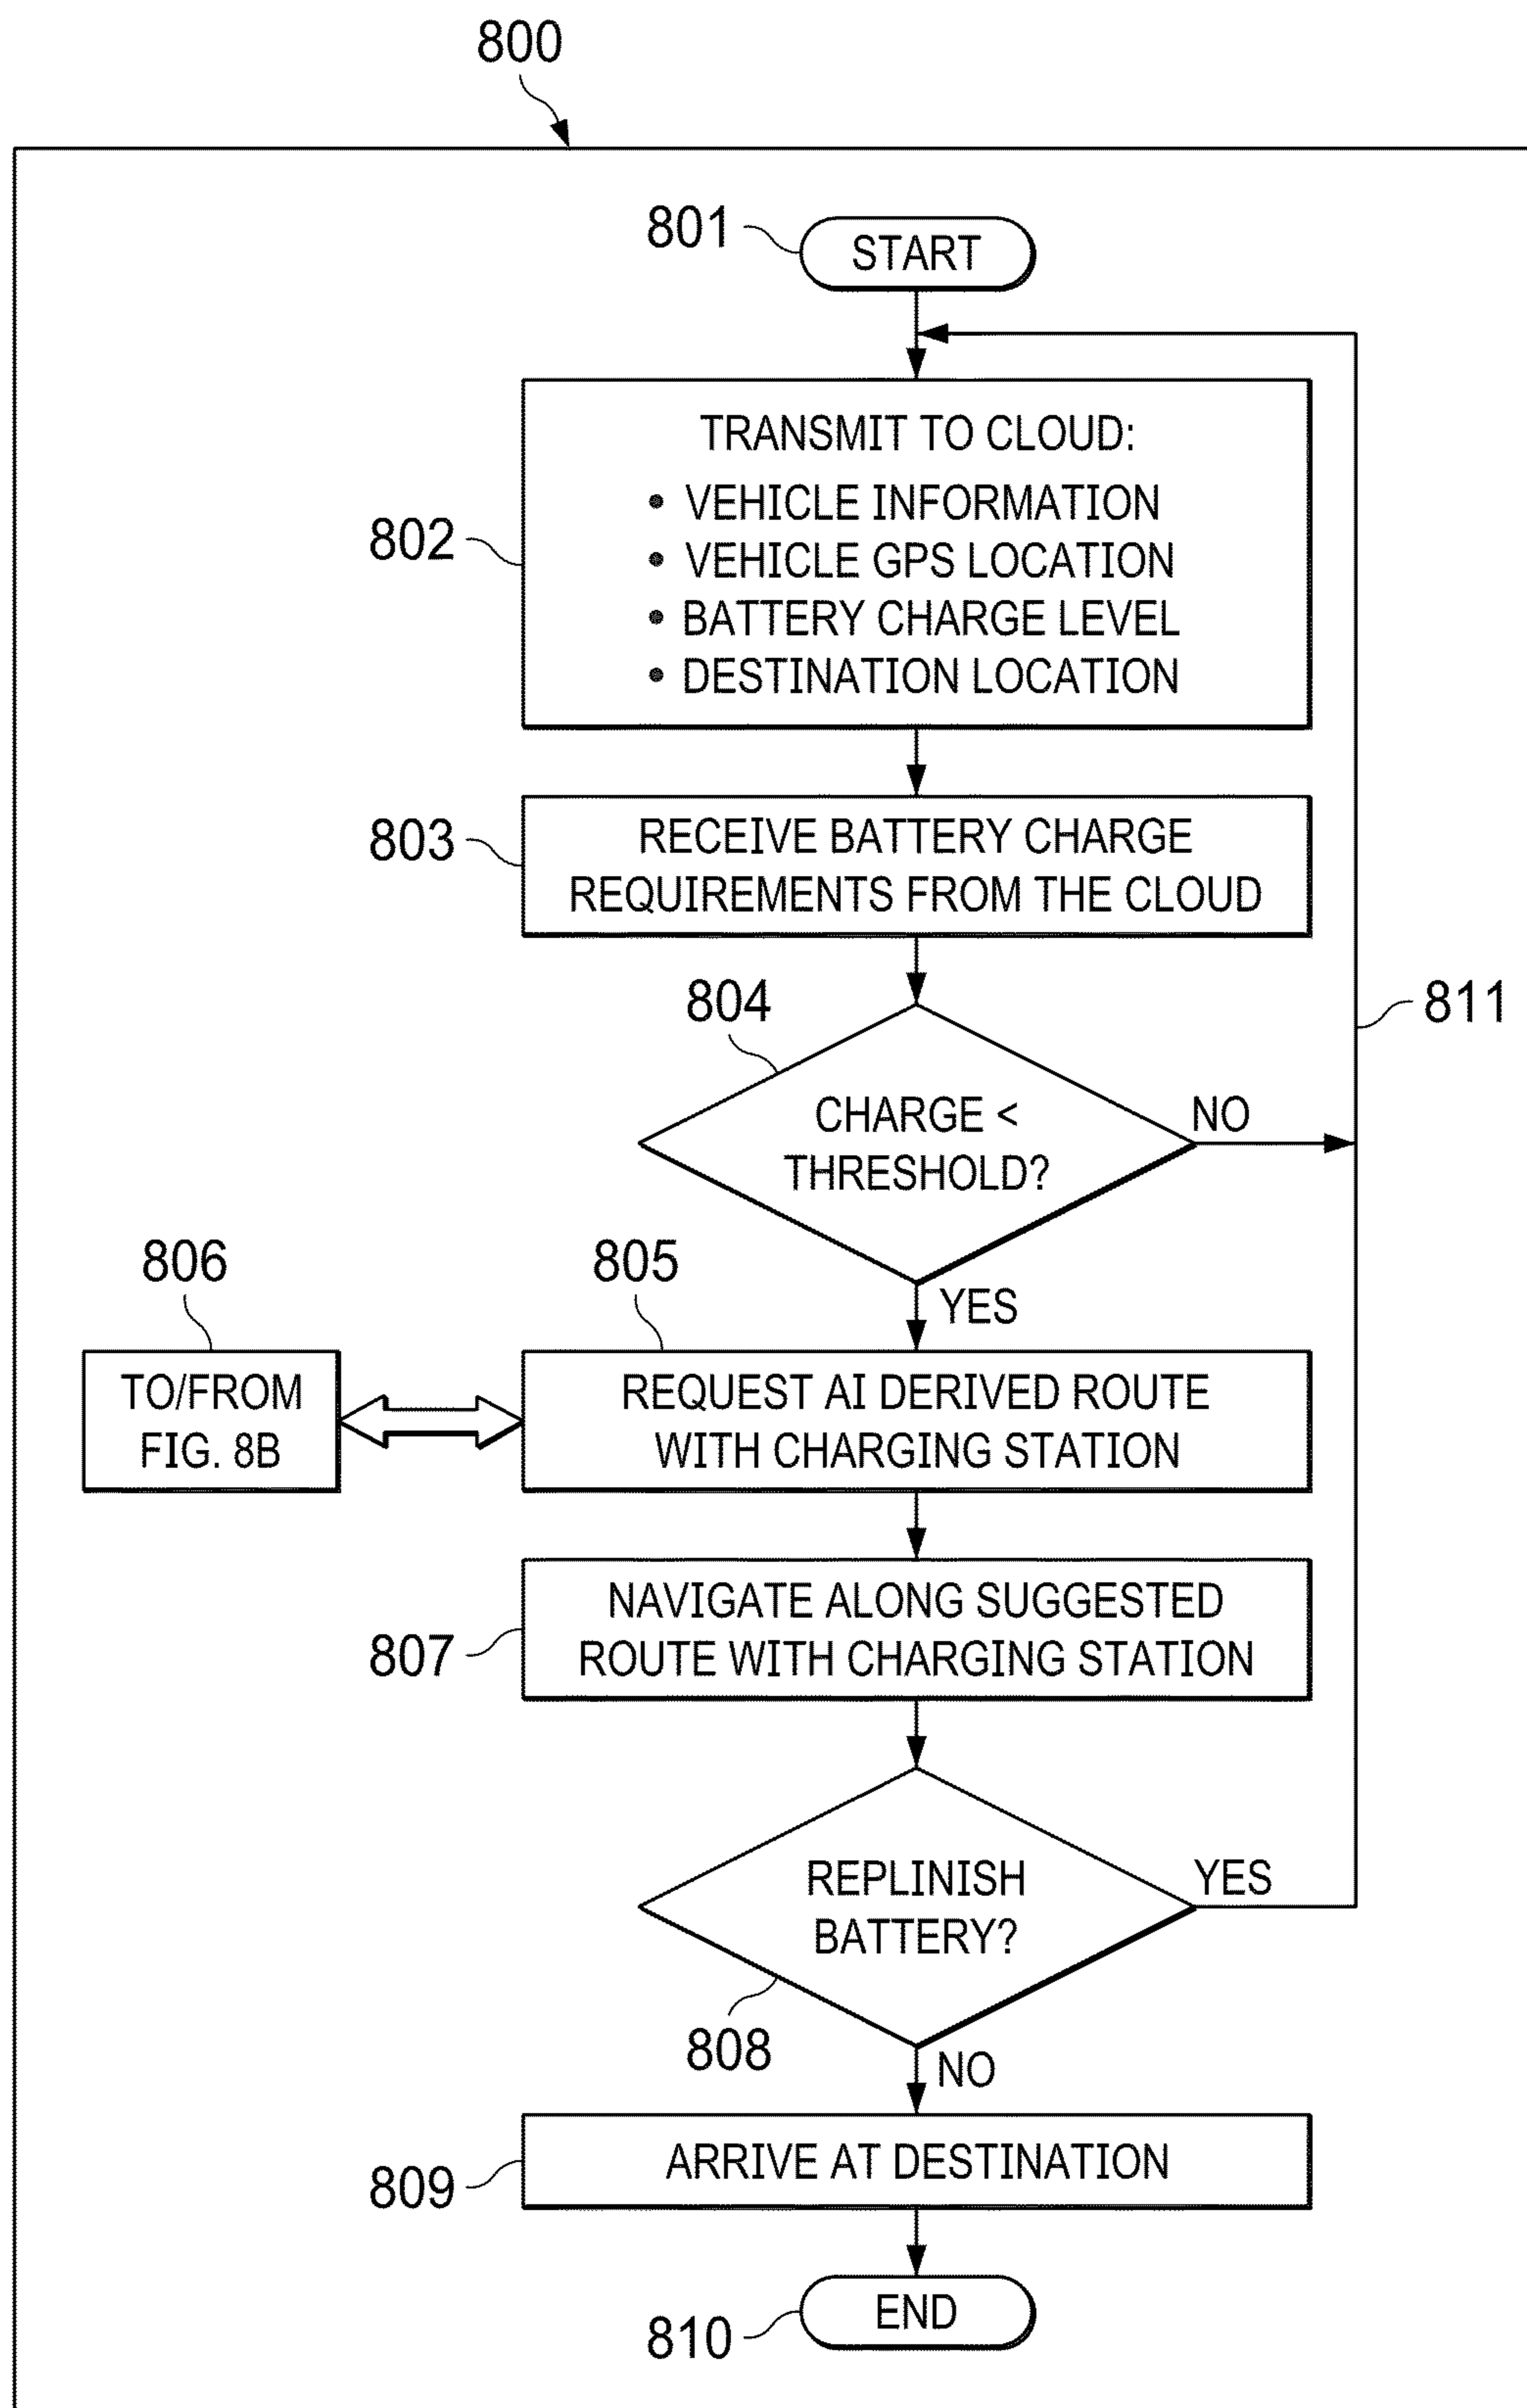 800
801
START
TRANSMIT TO CLOUD:
• VEHICLE INFORMATION
802
• VEHICLE GPS LOCATION
• BATTERY CHARGE LEVEL
• DESTINATION LOCATION
803
RECEIVE BATTERY CHARGE
REQUIREMENTS FROM THE CLOUD
804
811
CHARGE <
THRESHOLD?
NO
YES
806
805
TO/FROM
FIG. 8B
REQUEST AI DERIVED ROUTE
WITH CHARGING STATION
807
NAVIGATE ALONG SUGGESTED
ROUTE WITH CHARGING STATION
REPLINISH
BATTERY?
YES
808
NO
809
ARRIVE AT DESTINATION
END
810